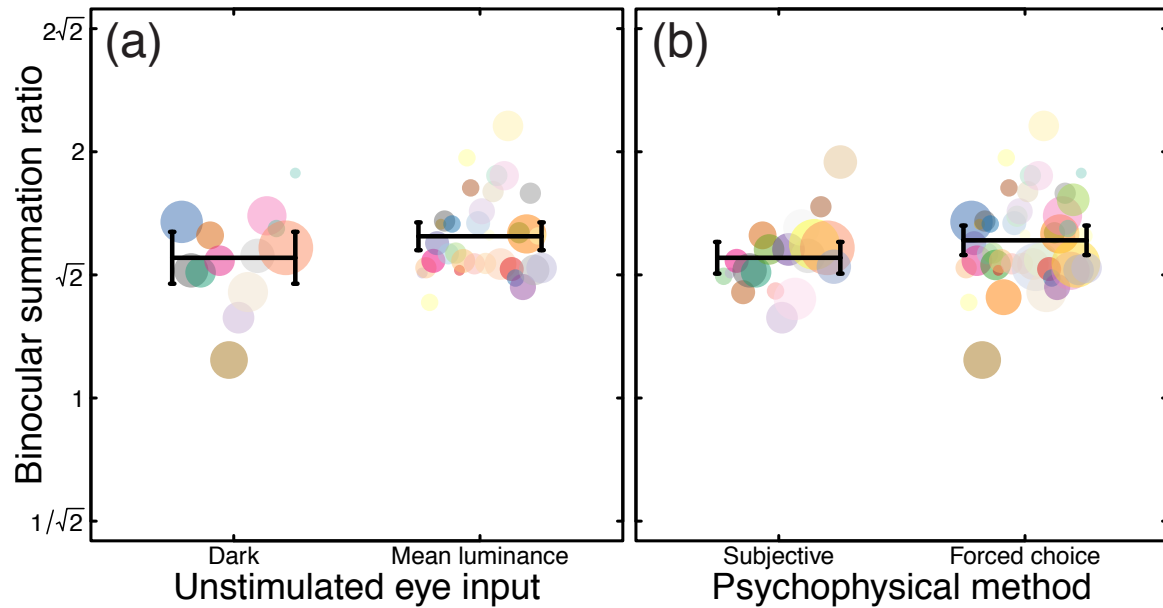 (a)
(b)
Binocular summation ratio
2√2
2
√2
1
1/√2
Dark
Mean luminance
Unstimulated eye input
Subjective
Forced choice
Psychophysical method